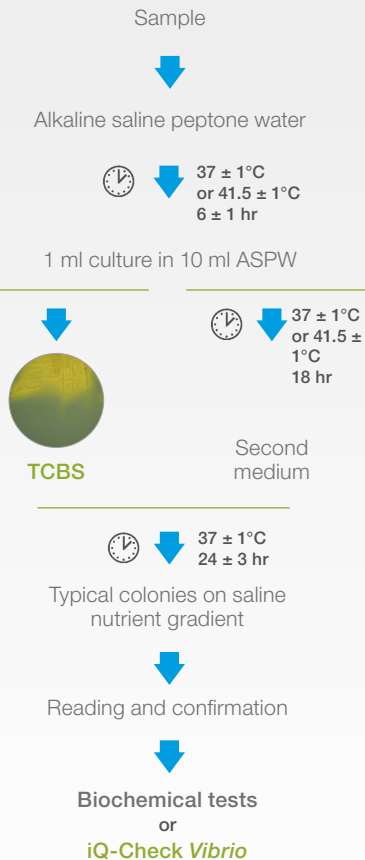 Sample
Alkaline saline peptone water
37 ± 1°C
or 41.5 ± 1°C
6 ± 1 hr
1 ml culture in 10 ml ASPW
37 ± 1°C
or 41.5 ±
1°C
18 hr
TCBS
Second
medium
37 ± 1°C
24 ± 3 hr
Typical colonies on saline
nutrient gradient
Reading and confirmation
Biochemical tests
or
iQ-Check Vibrio